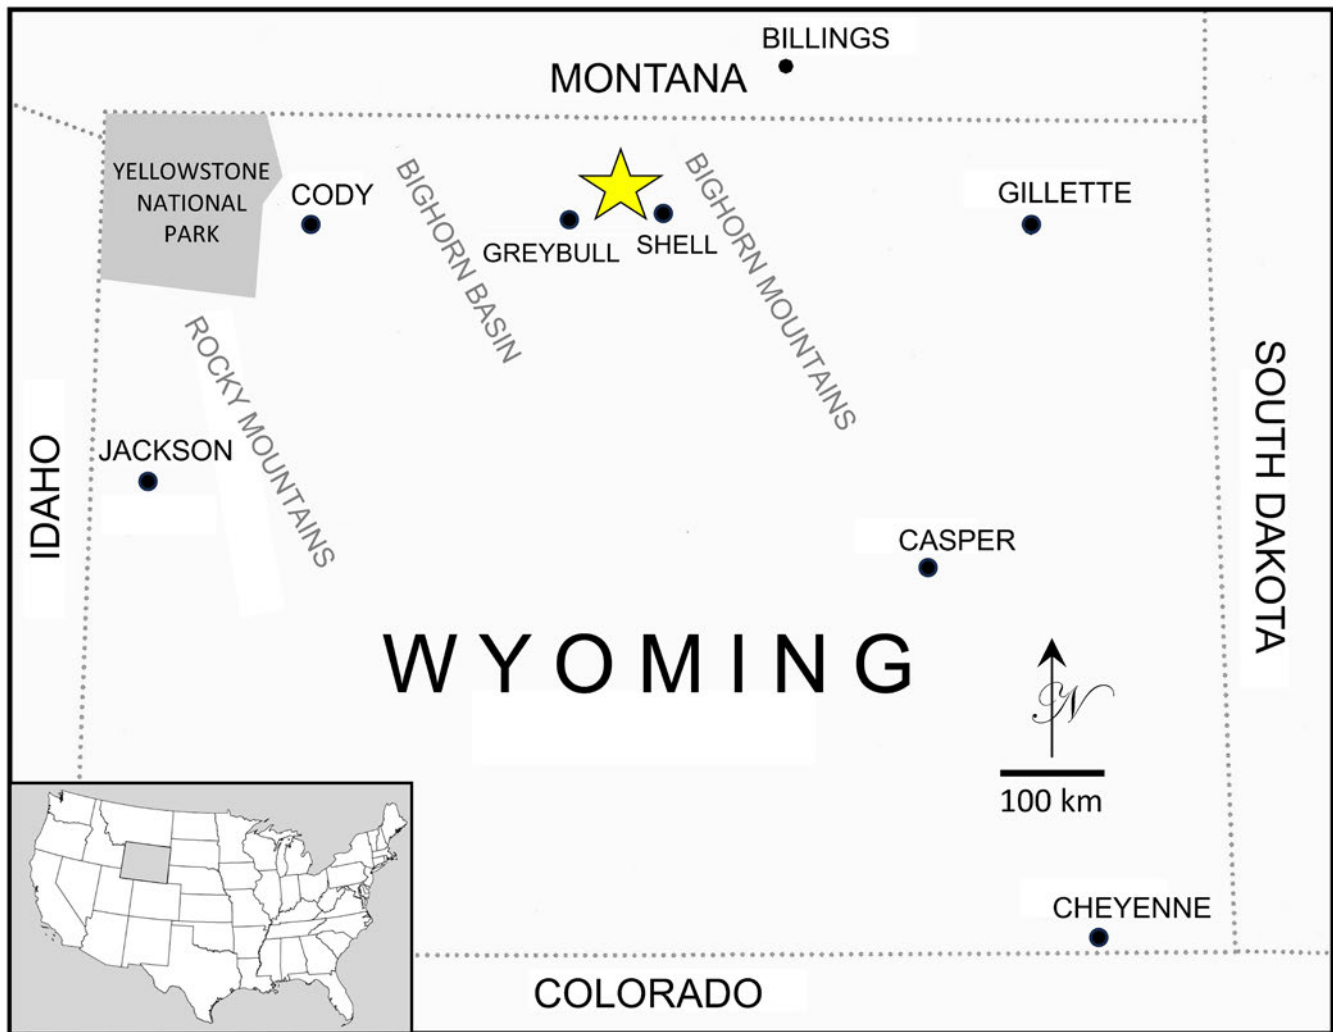 BILLINGS
MONTANA
YELLOWSTONE
NATIONAL
PARK
CODY
BIGHORN BASIN
GREYBULL
SHELL
BIGHORN MOUNTAINS
GILLETTE
ROCKY MOUNTAINS
JACKSON
IDAHO
SOUTH DAKOTA
CASPER
WYOMING
N
100 km
CHEYENNE
COLORADO